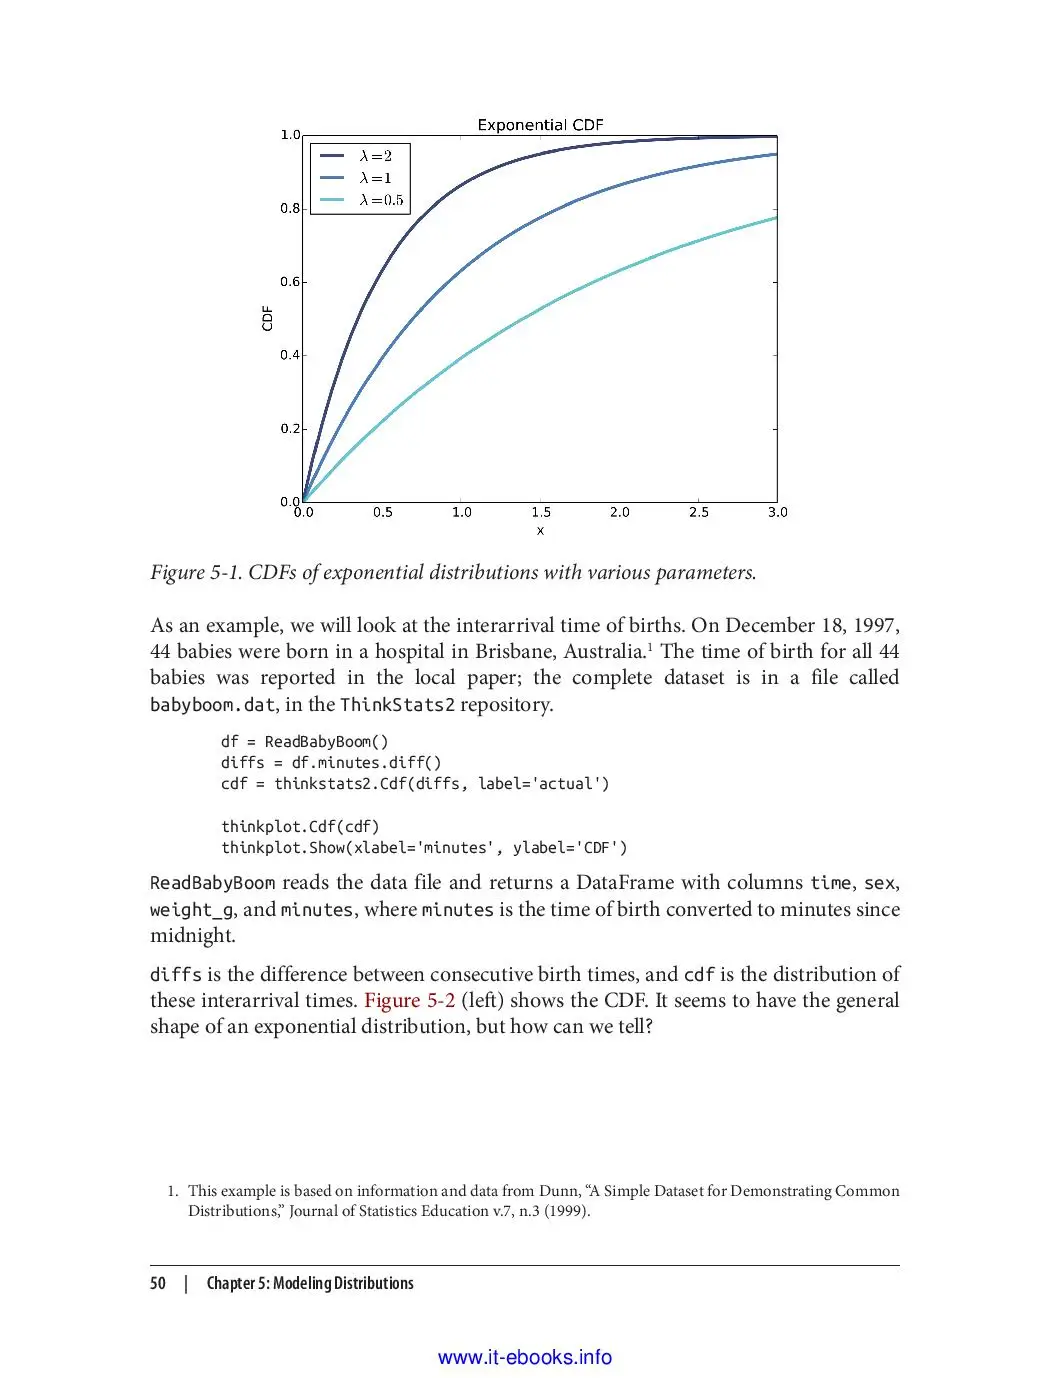 Exponential CDF
1.0
λ=2
λ=1
λ=0.5
0.8
0.6
CDF
0.4
0.2
0.0
0.0 0.5 1.0 1.5 2.0 2.5 3.0
x
Figure 5-1. CDFs of exponential distributions with various parameters.
As an example, we will look at the interarrival time of births. On December 18, 1997,
44 babies were born in a hospital in Brisbane, Australia.1 The time of birth for all 44
babies was reported in the local paper; the complete dataset is in a file called
babyboom.dat, in the ThinkStats2 repository.
df = ReadBabyBoom()
diffs = df.minutes.diff()
cdf = thinkstats2.Cdf(diffs, label='actual')
thinkplot.Cdf(cdf)
thinkplot.Show(xlabel='minutes', ylabel='CDF')
ReadBabyBoom reads the data file and returns a DataFrame with columns time, sex,
weight_g, and minutes, where minutes is the time of birth converted to minutes since
midnight.
diffs is the difference between consecutive birth times, and cdf is the distribution of
these interarrival times. Figure 5-2 (left) shows the CDF. It seems to have the general
shape of an exponential distribution, but how can we tell?
1. This example is based on information and data from Dunn, “A Simple Dataset for Demonstrating Common
Distributions,” Journal of Statistics Education v.7, n.3 (1999).
50 | Chapter 5: Modeling Distributions
www.it-ebooks.info